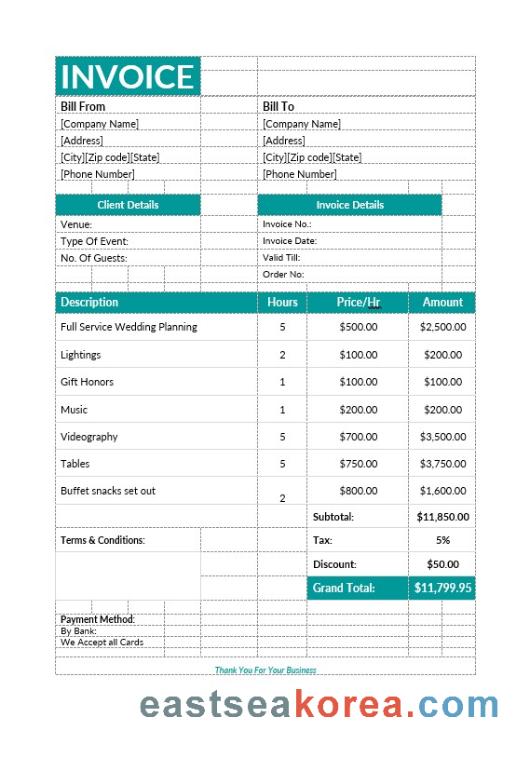 INVOICE
Bill From Bill To
[Company Name] [Company Name]
[Address] [Address]
[City][Zip code][State] [City][Zip code][State]
[Phone Number] [Phone Number]
Client Details Invoice Details
Venue: Invoice No.:
Type Of Event: Invoice Date:
No. Of Guests: Valid Till:
Order No:
Description Hours Price/Hr Amount
Full Service Wedding Planning 5 $500.00 $2,500.00
Lightings 2 $100.00 $200.00
Gift Honors 1 $100.00 $100.00
Music 1 $200.00 $200.00
Videography 5 $700.00 $3,500.00
Tables 5 $750.00 $3,750.00
Buffet snacks set out 2 $800.00 $1,600.00
Subtotal: $11,850.00
Terms & Conditions: Tax: 5%
Discount: $50.00
Grand Total: $11,799.95
Payment Method:
By Bank:
We Accept all Cards
Thank You For Your Business
eastseakorea.com